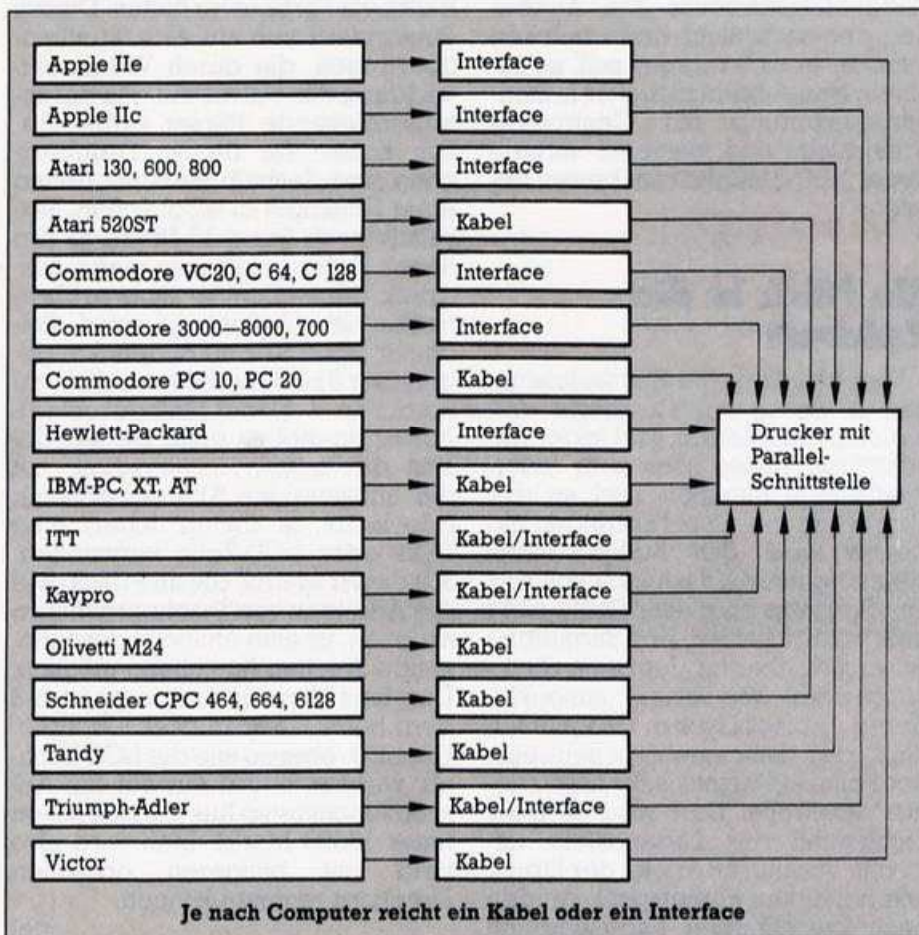 Apple IIe
Interface
Apple IIc
Interface
Atari 130, 600, 800
Interface
Atari 520ST
Kabel
Commodore VC20, C 64, C 128
Interface
Commodore 3000—8000, 700
Interface
Commodore PC 10, PC 20
Kabel
Hewlett-Packard
Interface
Drucker mit
Parallel-
Schnittstelle
IBM-PC, XT, AT
Kabel
ITT
Kabel/Interface
Kaypro
Kabel/Interface
Olivetti M24
Kabel
Schneider CPC 464, 664, 6128
Kabel
Tandy
Kabel
Triumph-Adler
Kabel/Interface
Victor
Kabel
Je nach Computer reicht ein Kabel oder ein Interface